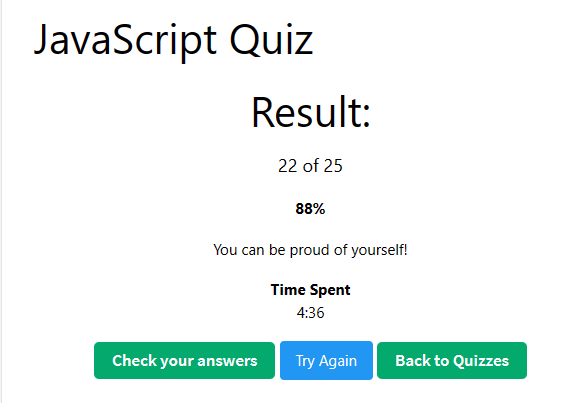 JavaScript Quiz
Result:
22 of 25
88%
You can be proud of yourself!
Time Spent
4:36
Check your answers Try Again Back to Quizzes